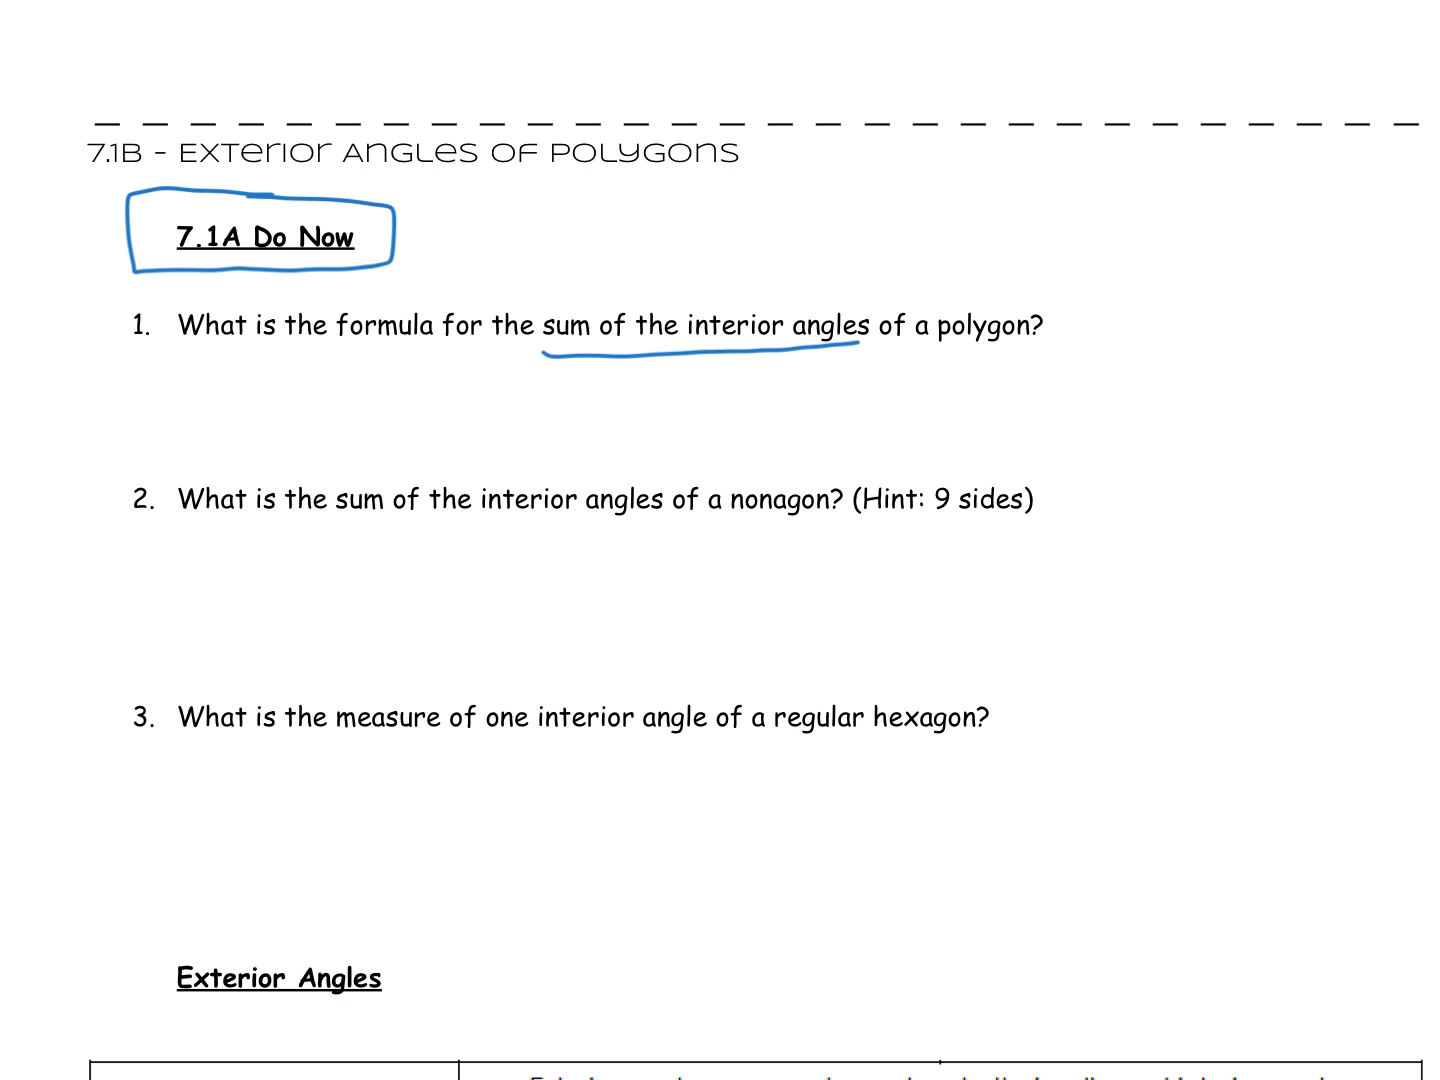 7.1B - Exterior Angles of Polygons
7.1A Do Now
1. What is the formula for the sum of the interior angles of a polygon?
2. What is the sum of the interior angles of a nonagon? (Hint: 9 sides)
3. What is the measure of one interior angle of a regular hexagon?
Exterior Angles